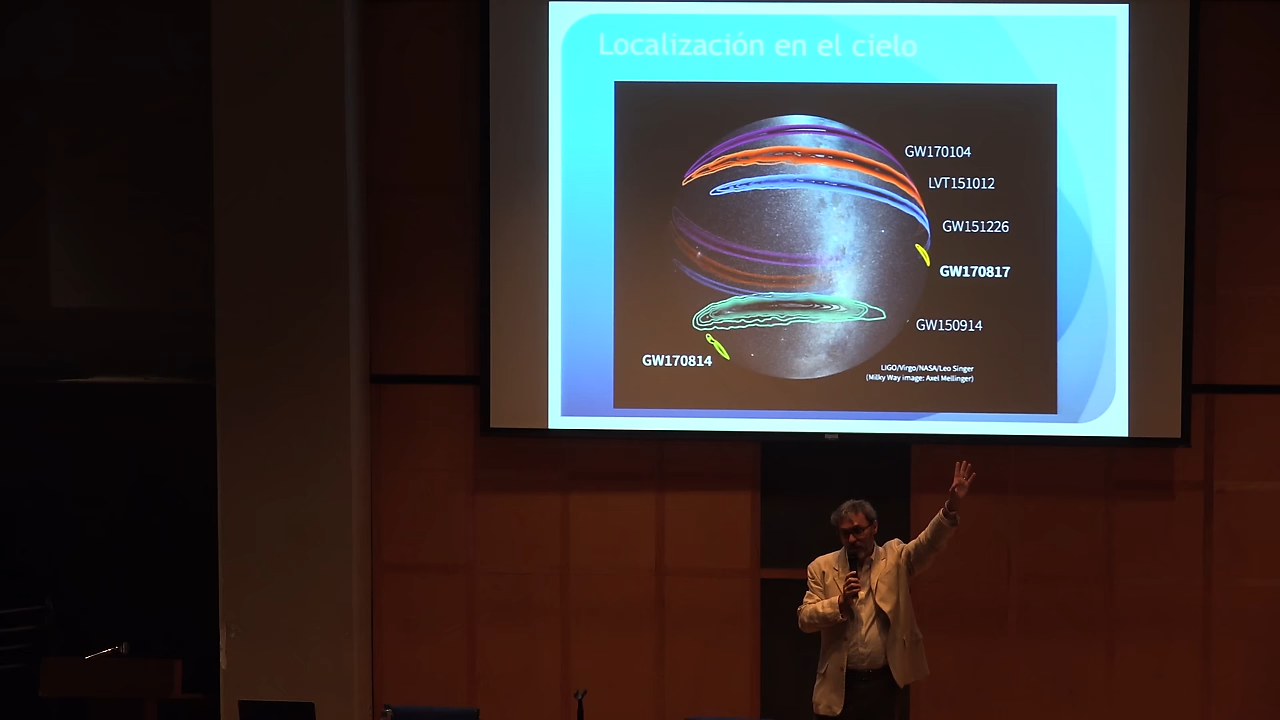 Localización en el cielo
GW170104
LVT151012
GW151226
GW170817
GW150914
GW170814
LIGO/Virgo/NASA/Leo Singer
(Milky Way image: Axel Mellinger)